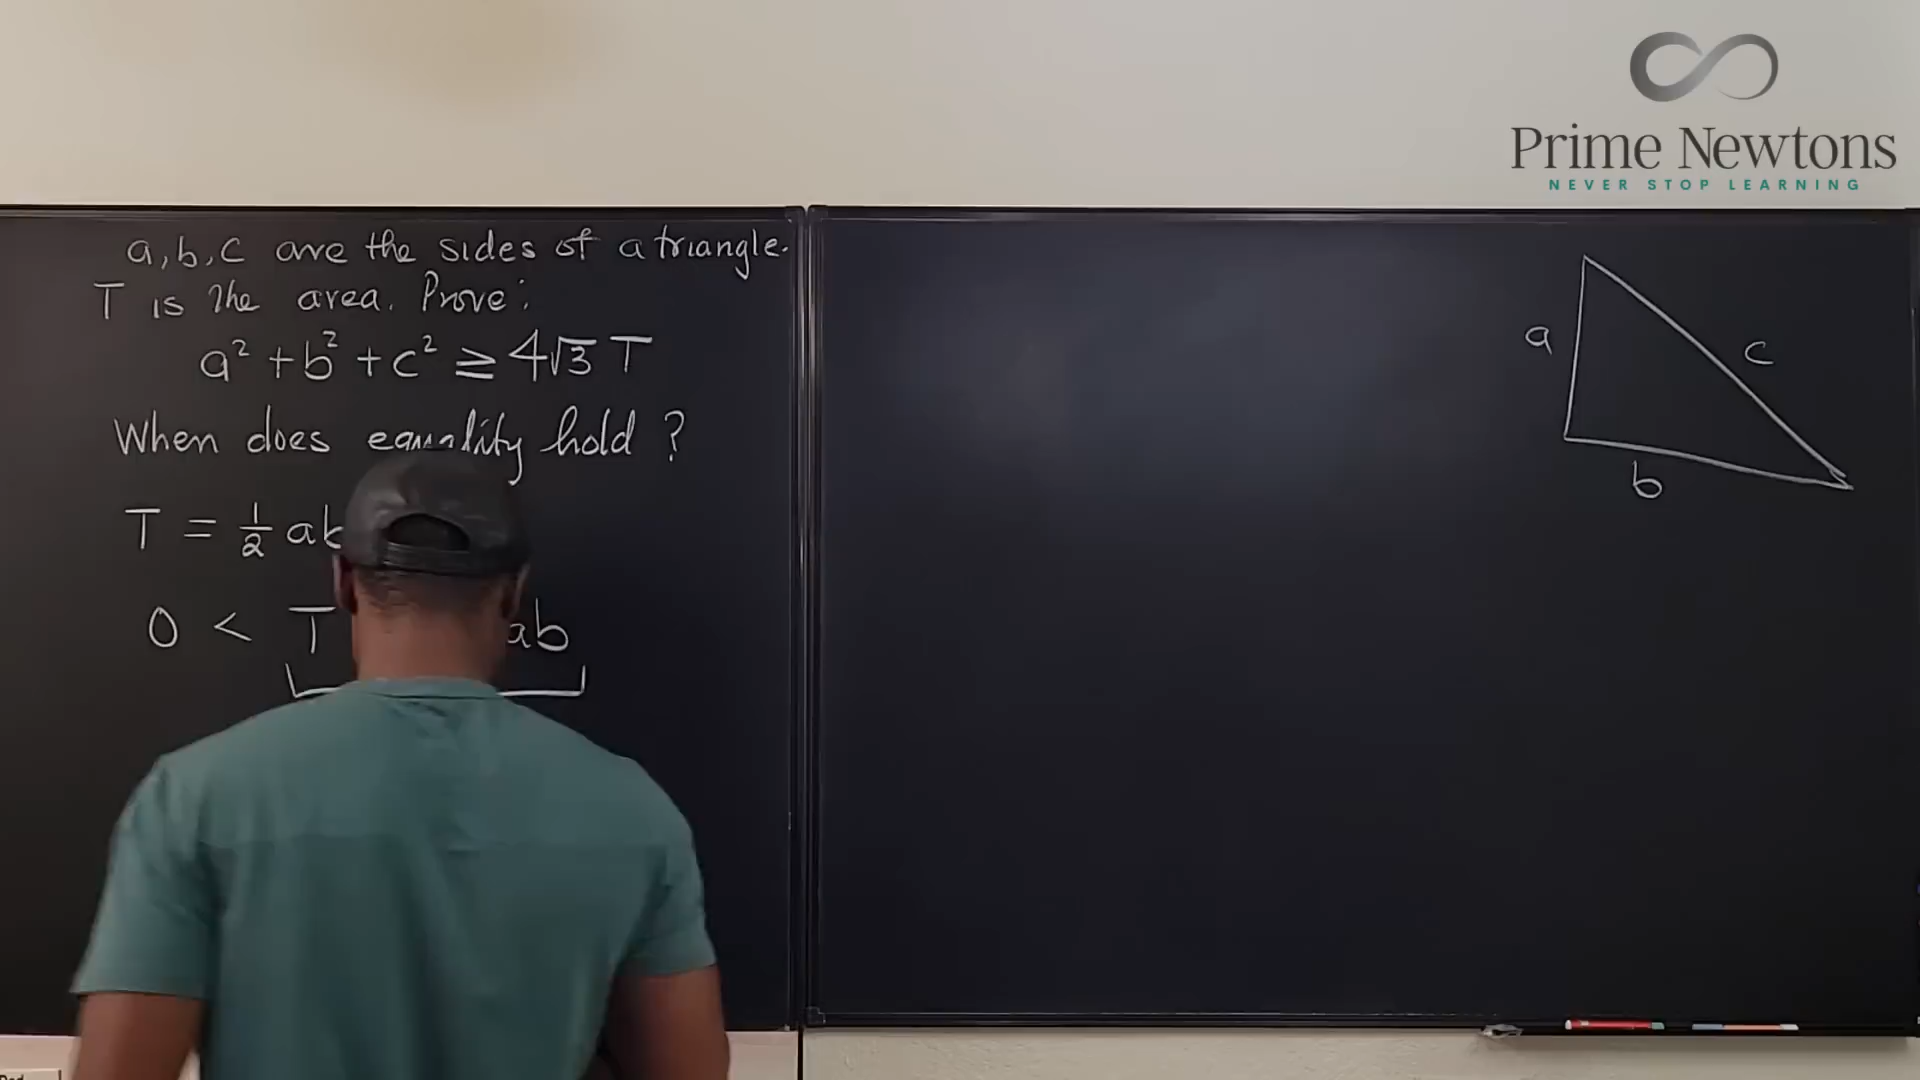 Prime Newtons
NEVER STOP LEARNING
a, b, c are the sides of a triangle.
T is the area. Prove:
a² + b² + c² ≥ 4√3 T
When does equality hold?
T = ½ ab
0 < T ab
a
c
b